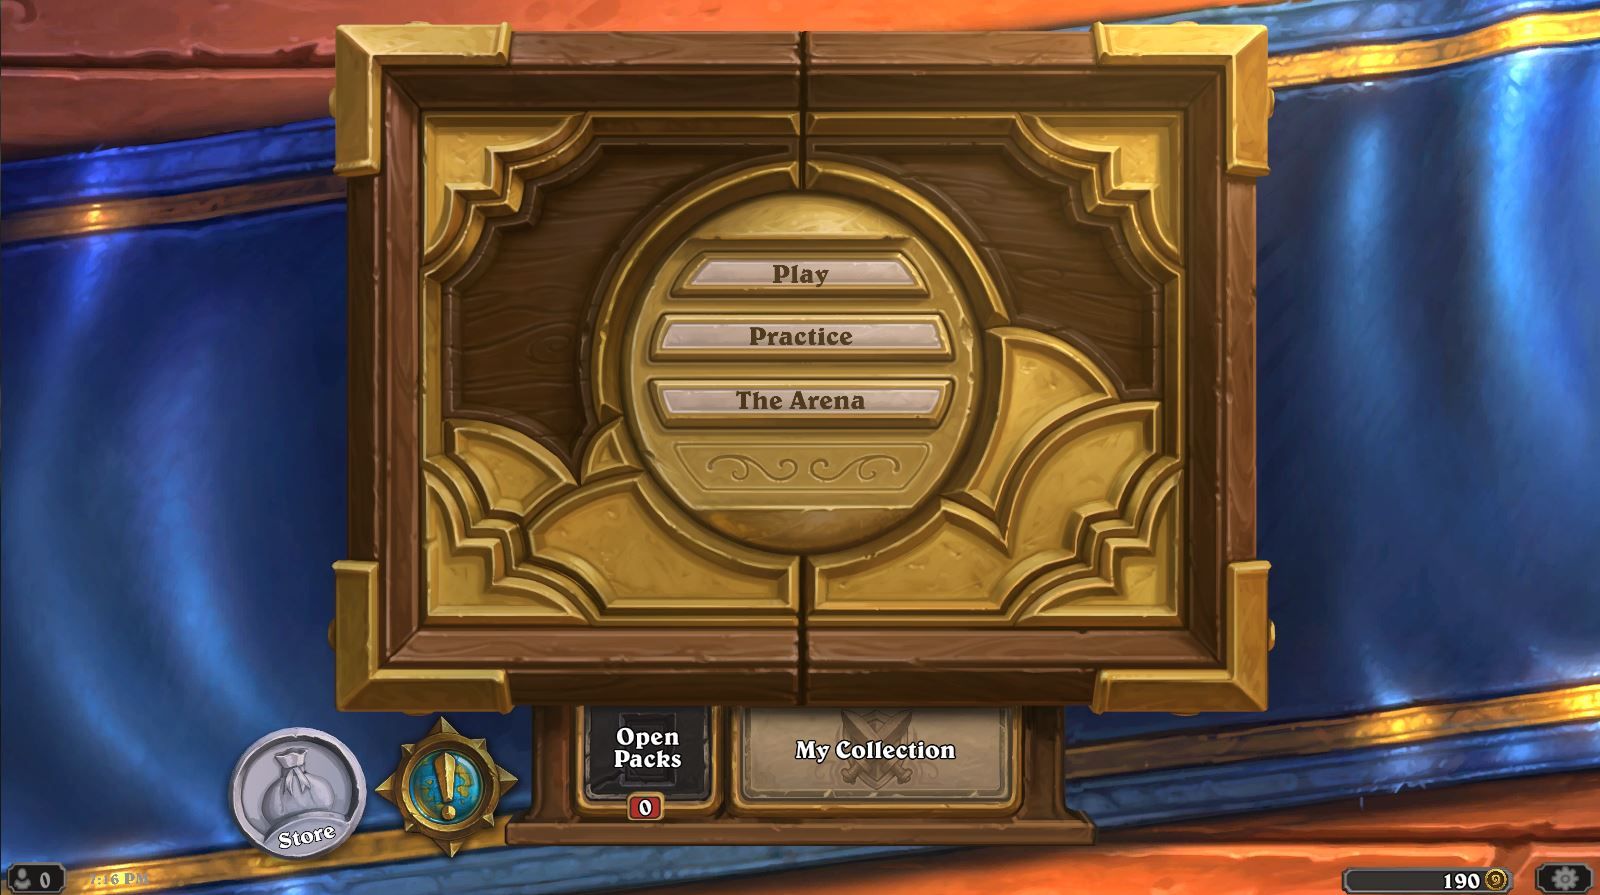 Play
Practice
The Arena
Open
Packs
My Collection
0
Store
0
7:16 PM
190